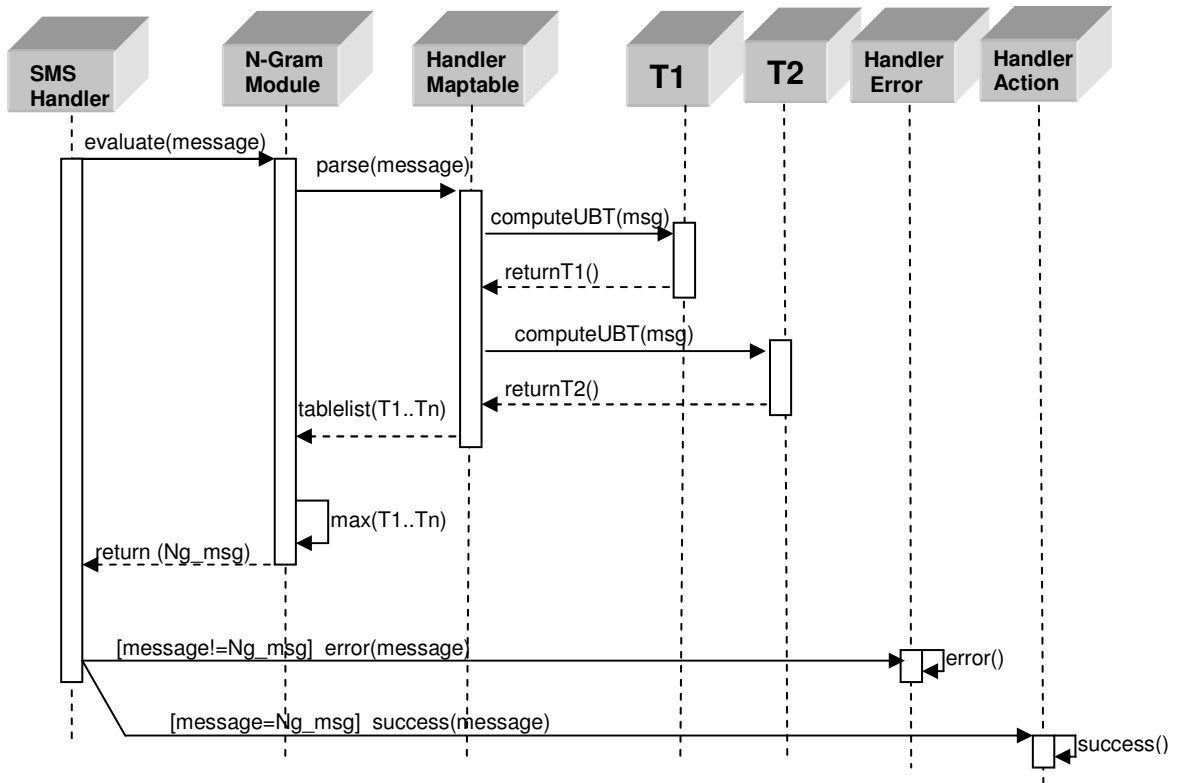 SMS
Handler
N-Gram
Module
Handler
Maptable
T1
T2
Handler
Error
Handler
Action
evaluate(message)
parse(message)
computeUBT(msg)
returnT1()
computeUBT(msg)
returnT2()
tablelist(T1..Tn)
max(T1..Tn)
return (Ng_msg)
[message!=Ng_msg] error(message)
error()
[message=Ng_msg] success(message)
success()